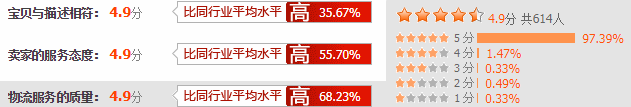 宝贝与描述相符： 4.9分 比同行业平均水平 高 35.67%
卖家的服务态度： 4.9分 比同行业平均水平 高 55.70%
物流服务的质量： 4.9分 比同行业平均水平 高 68.23%
4.9分 共614人
5分 97.39%
4分 1.47%
3分 0.33%
2分 0.49%
1分 0.33%